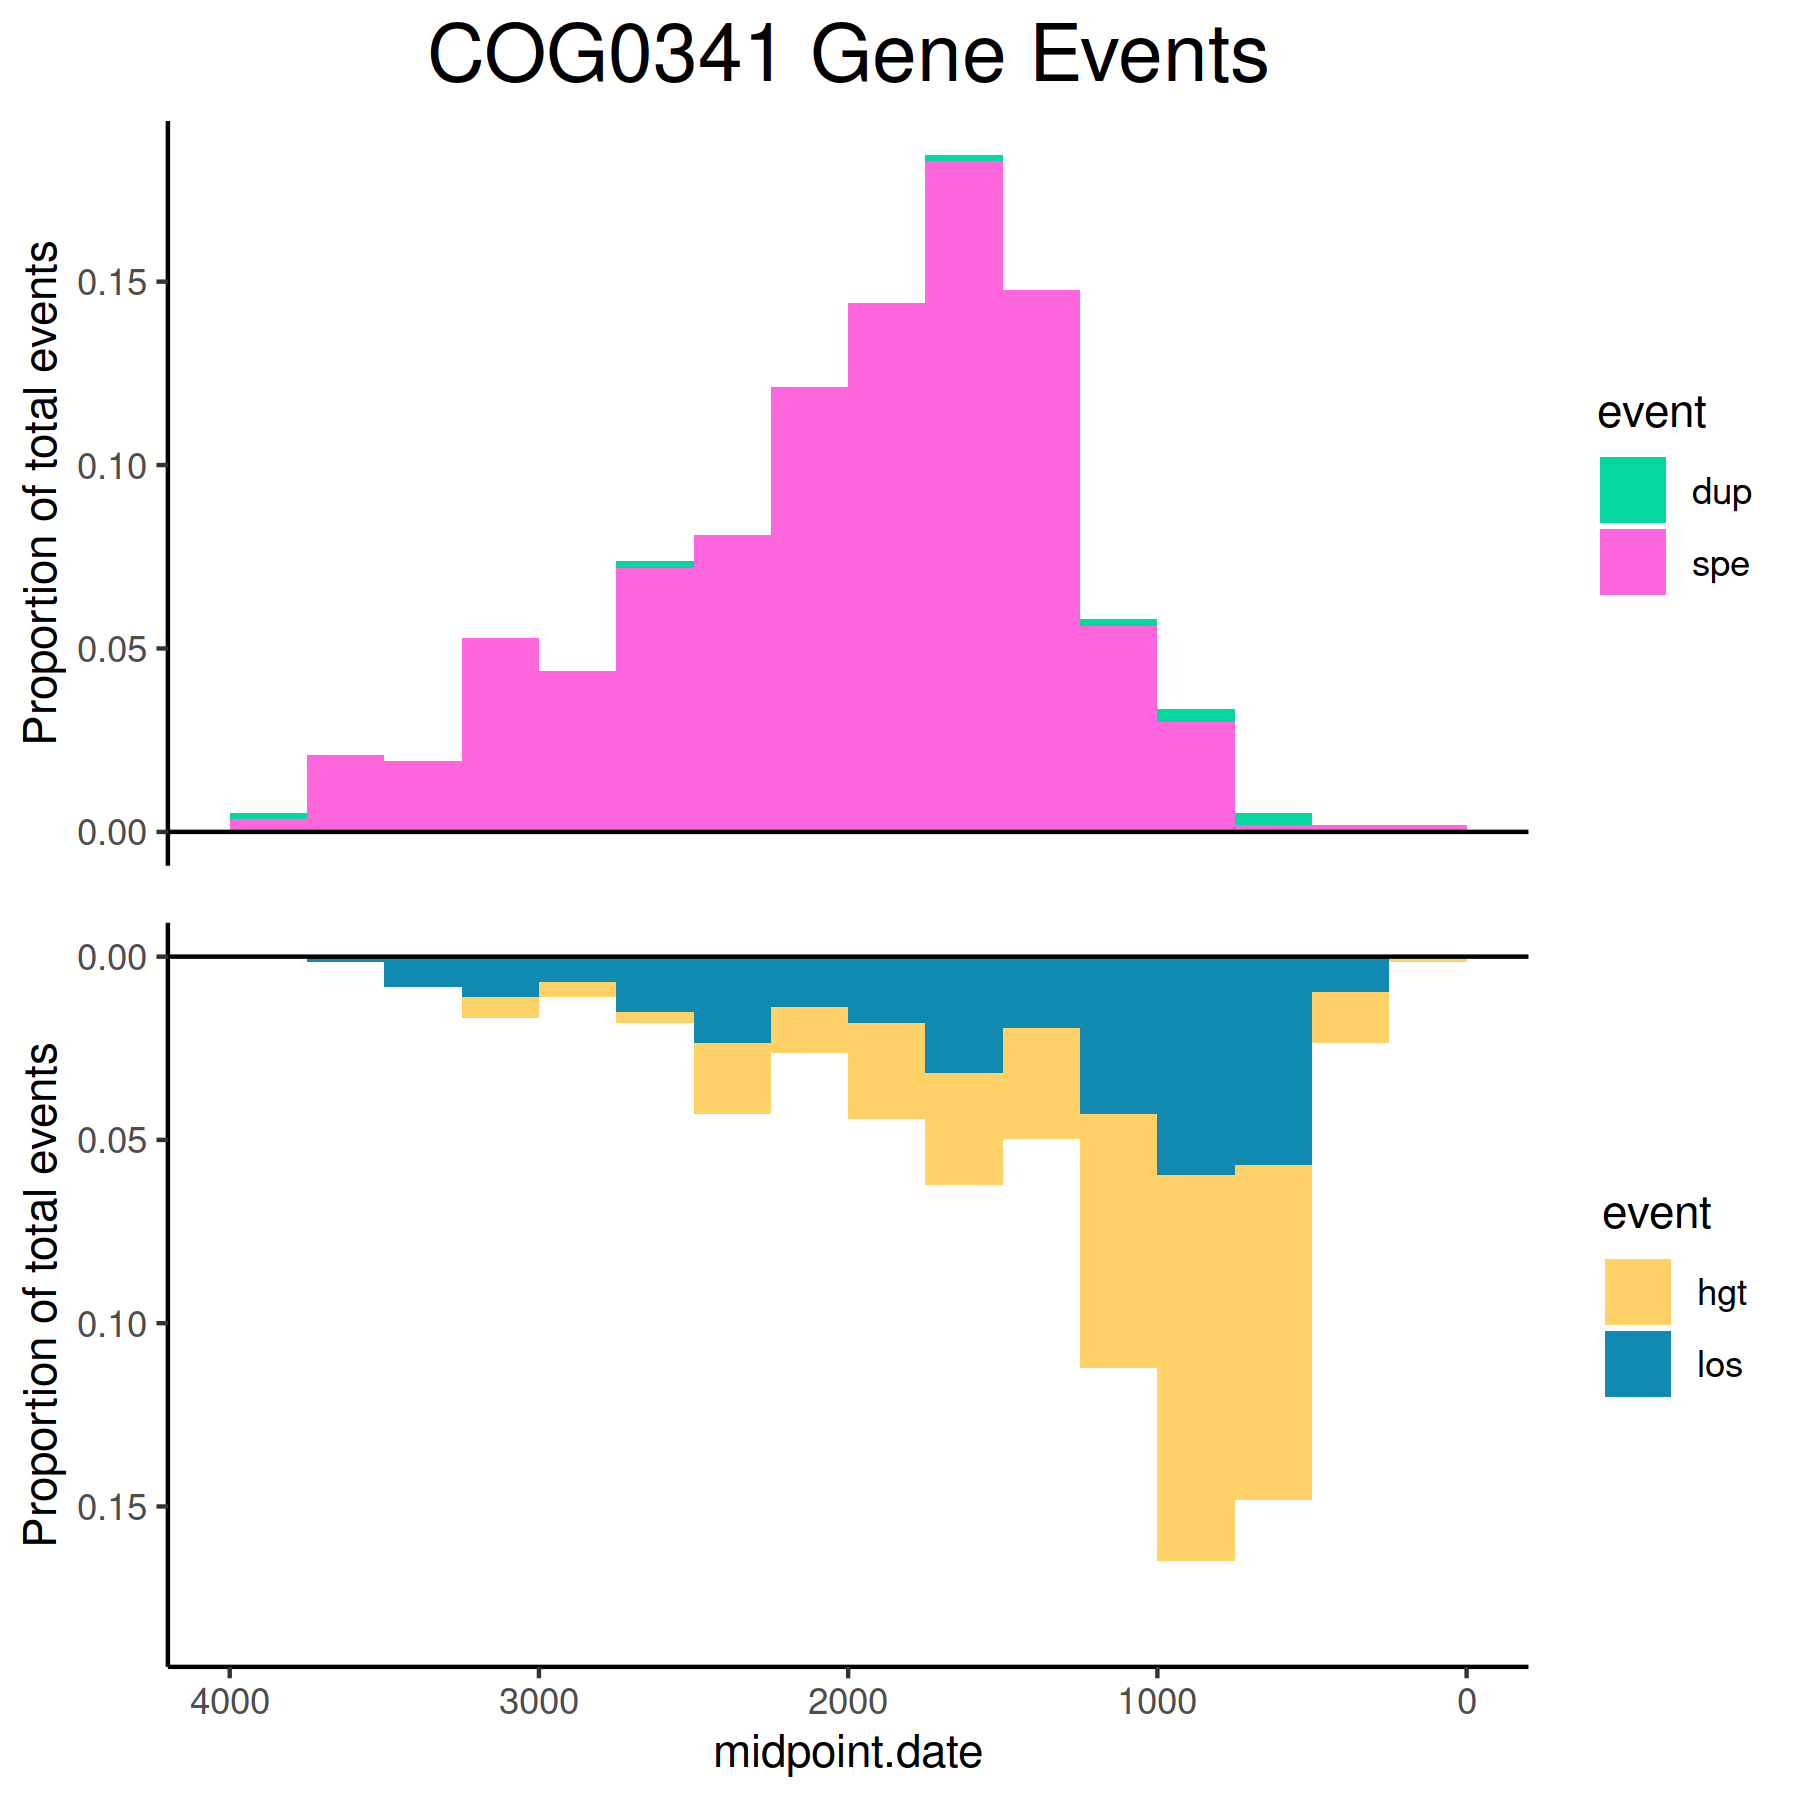 COG0341 Gene Events
Proportion of total events
0.15
0.10
0.05
0.00
event
dup
spe
Proportion of total events
0.00
0.05
0.10
0.15
event
hgt
los
4000 3000 2000 1000 0
midpoint.date